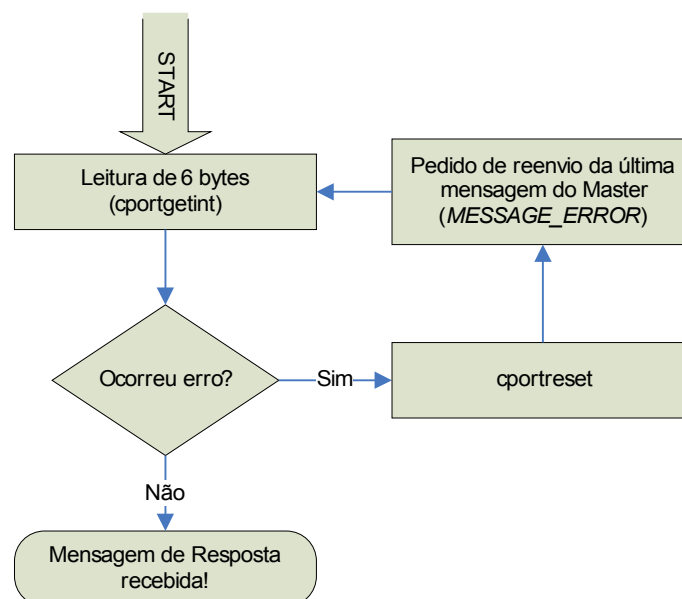 START
Leitura de 6 bytes
(cportgetint)
Pedido de reenvio da última
mensagem do Master
(MESSAGE_ERROR)
Ocorreu erro?
Sim
cportreset
Não
Mensagem de Resposta
recebida!